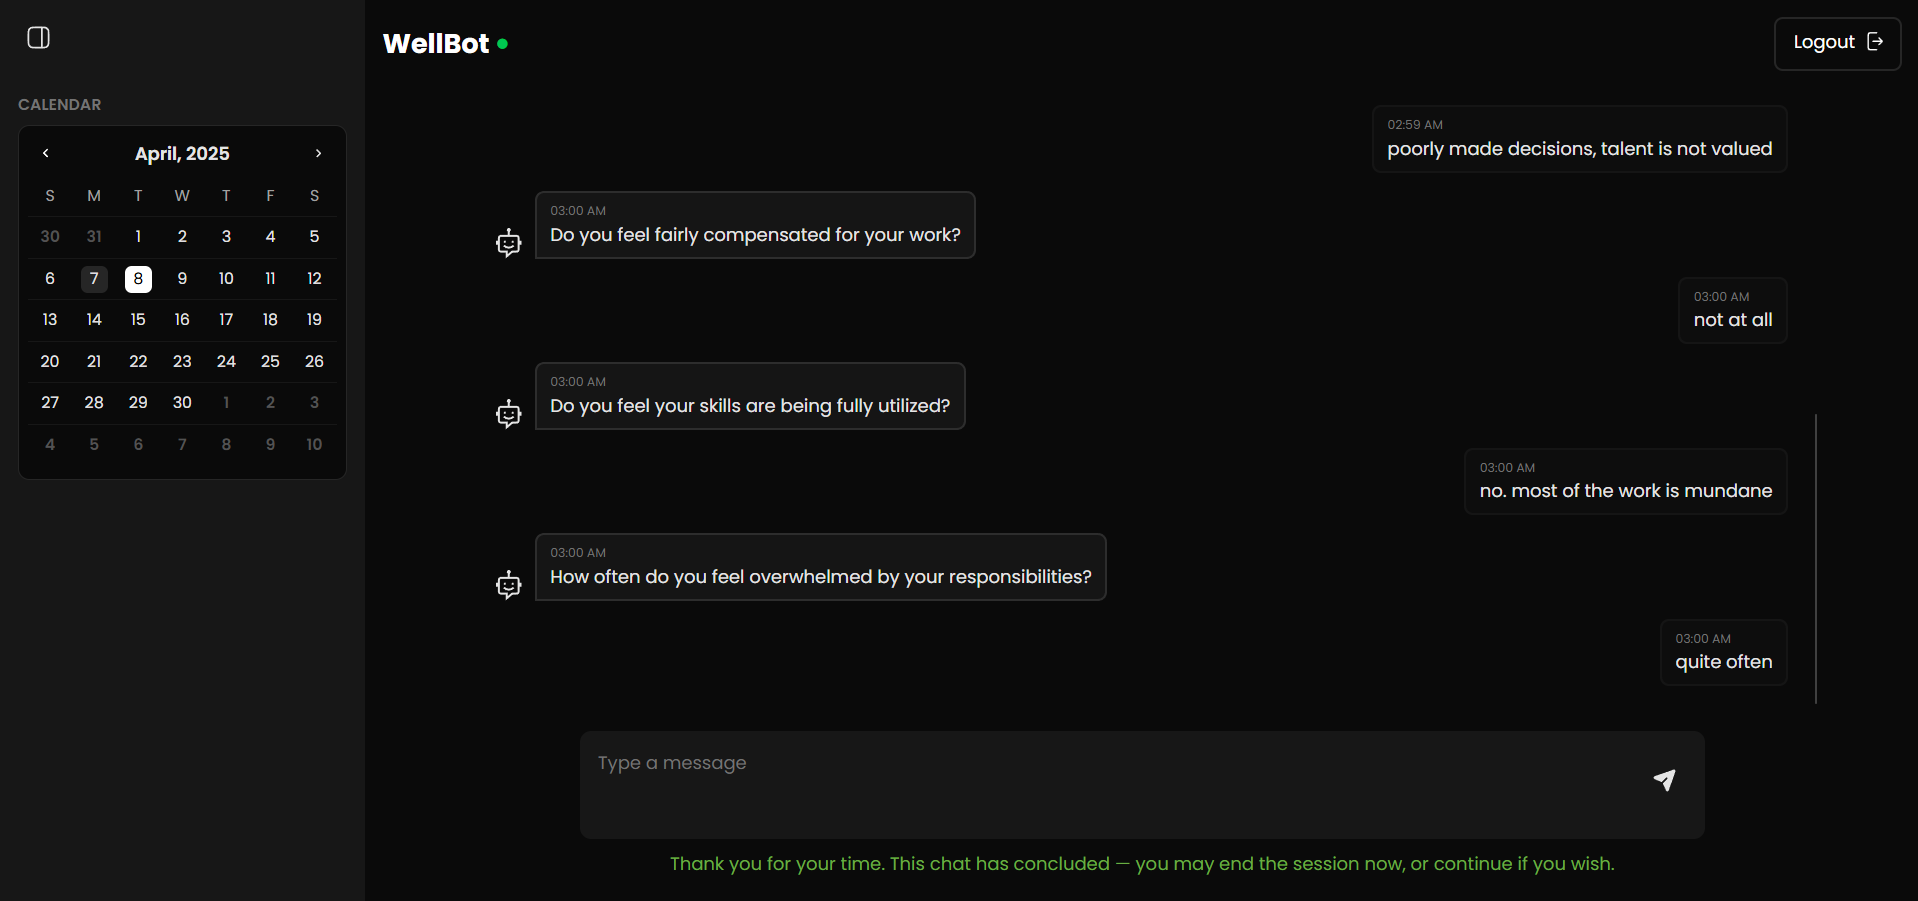 WellBot
Logout
CALENDAR
April, 2025
S M T W T F S
30 31 1 2 3 4 5
6 7 8 9 10 11 12
13 14 15 16 17 18 19
20 21 22 23 24 25 26
27 28 29 30 1 2 3
4 5 6 7 8 9 10
02:59 AM
poorly made decisions, talent is not valued
03:00 AM
Do you feel fairly compensated for your work?
03:00 AM
not at all
03:00 AM
Do you feel your skills are being fully utilized?
03:00 AM
no. most of the work is mundane
03:00 AM
How often do you feel overwhelmed by your responsibilities?
03:00 AM
quite often
Type a message
Thank you for your time. This chat has concluded — you may end the session now, or continue if you wish.